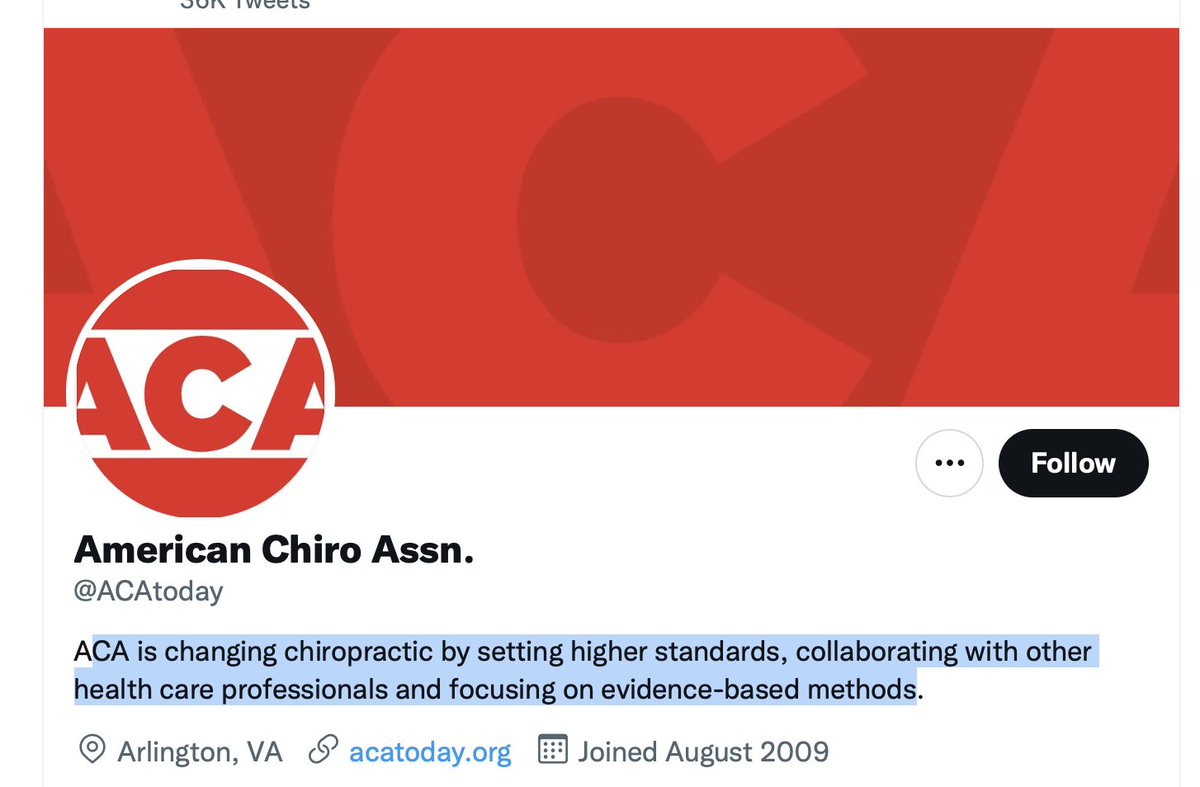 36K Tweets
ACA
ACA
Follow
American Chiro Assn.
@ACAtoday
ACA is changing chiropractic by setting higher standards, collaborating with other
health care professionals and focusing on evidence-based methods.
Arlington, VA acatoday.org Joined August 2009